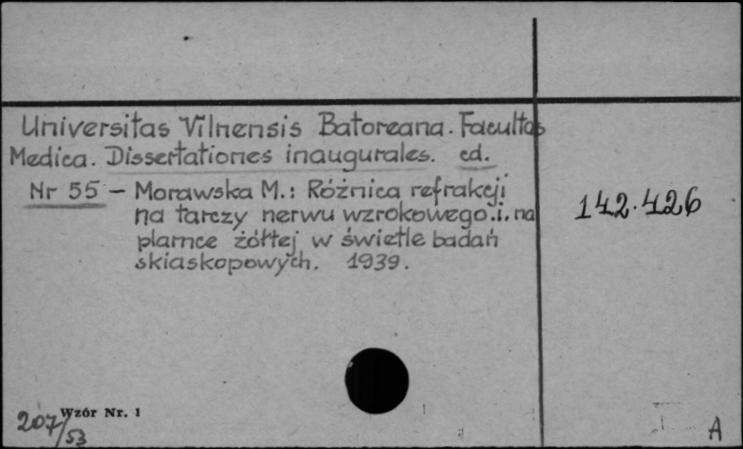 Universitas Vilnensis Batoreana. Facultas
Medica. Dissertationes inaugurales. cd.
Nr 55 - Morawska M.: Różnica refrakcji
na tarczy nerwu wzrokowego i na
plamce żółtej w świetle badań
skiaskopowych. 1939.
142.426
207/53
Wzór Nr. 1
A